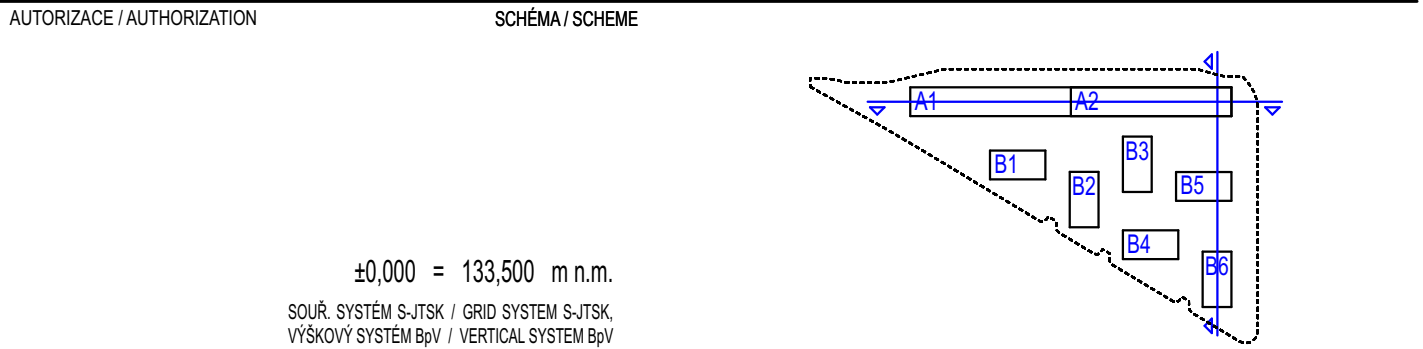 AUTORIZACE / AUTHORIZATION
SCHÉMA / SCHEME
A1
A2
B1
B2
B3
B5
B4
B6
±0,000 = 133,500 m n.m.
SOUŘ. SYSTÉM S-JTSK / GRID SYSTEM S-JTSK,
VÝŠKOVÝ SYSTÉM BpV / VERTICAL SYSTEM BpV